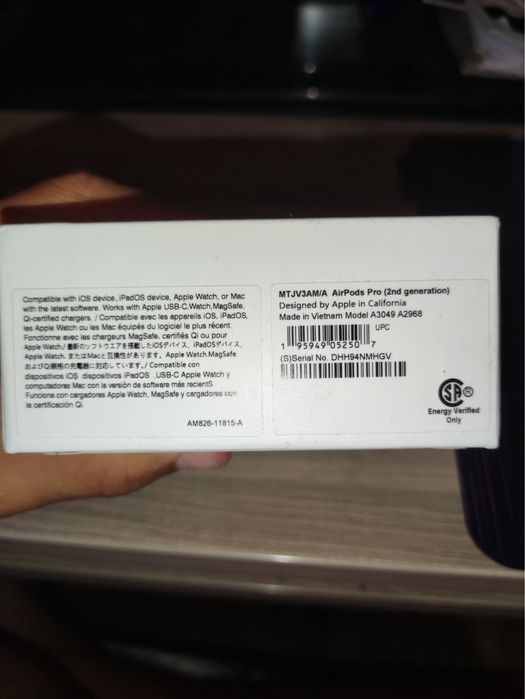 Compatible with iOS device, iPadOS device, Apple Watch, or Mac
with the latest software. Works with Apple USB-C,Watch,MagSafe,
Qi-certified chargers. / Compatible avec les appareils iOS, iPadOS,
les Apple Watch ou les Mac équipés du logiciel le plus récent.
Fonctionne avec les chargeurs MagSafe. certifiés Qi ou pour
Apple Watch./ 最新のソフトウエアを搭載したiOSデバイス、iPadOSデバイス、
Apple Watch. またはMacと互換性があります。Apple Watch.MagSafe.
およびQi規格の充電器に対応しています。/ Compatible con
dispositivos iOS dispositivos iPadOS .USB-C Apple Watch y
computadoras Mac con la versión de software más recientS.
Funciona con cargadores Apple Watch, MagSafe y cargadores con
la certificación Qi.
AM826-11815-A
MTJV3AM/A AirPods Pro (2nd generation)
Designed by Apple in California
Made in Vietnam Model A3049 A2968
UPC
1 95949 05250 7
(S)Serial No. DHH94NMHGV
SA®
Energy Verified
Only